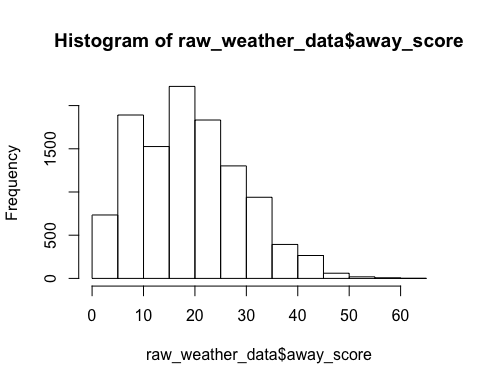 Histogram of raw_weather_data$away_score
Frequency
1500
500
0
0 10 20 30 40 50 60
raw_weather_data$away_score